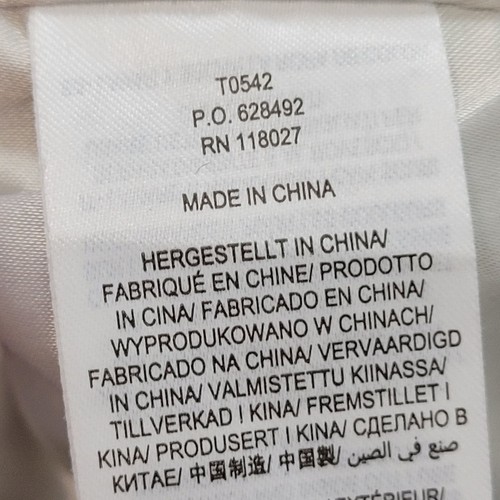 T0542
P.O. 628492
RN 118027
MADE IN CHINA
HERGESTELLT IN CHINA/
FABRIQUÉ EN CHINE/ PRODOTTO
IN CINA/ FABRICADO EN CHINA/
WYPRODUKOWANO W CHINACH/
FABRICADO NA CHINA/ VERVAARDIGD
IN CHINA/ VALMISTETTU KIINASSA/
TILLVERKAD I KINA/ FREMSTILLET I
KINA/ PRODUSERT I KINA/ СДЕЛАНО В
КИТАЕ/ 中国制造/ 中国製/ صنع في الصين